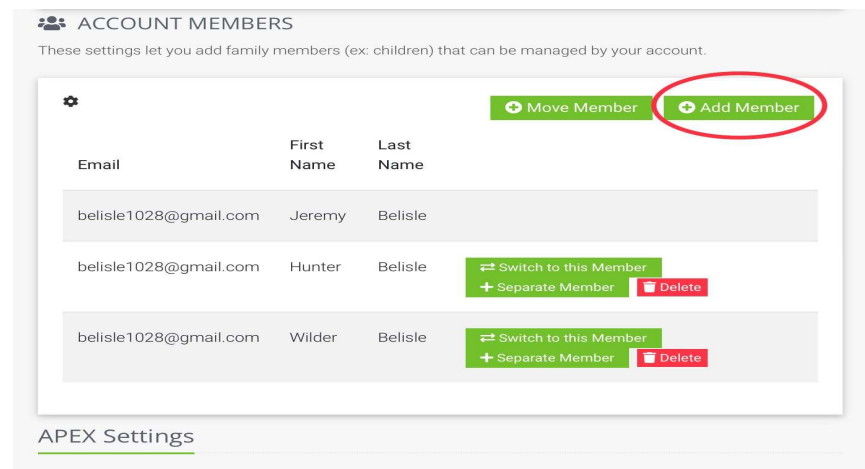 ACCOUNT MEMBERS
These settings let you add family members (ex: children) that can be managed by your account.
Move Member Add Member
Email First Name Last Name
belisle1028@gmail.com Jeremy Belisle
belisle1028@gmail.com Hunter Belisle Switch to this Member
Separate Member Delete
belisle1028@gmail.com Wilder Belisle Switch to this Member
Separate Member Delete
APEX Settings